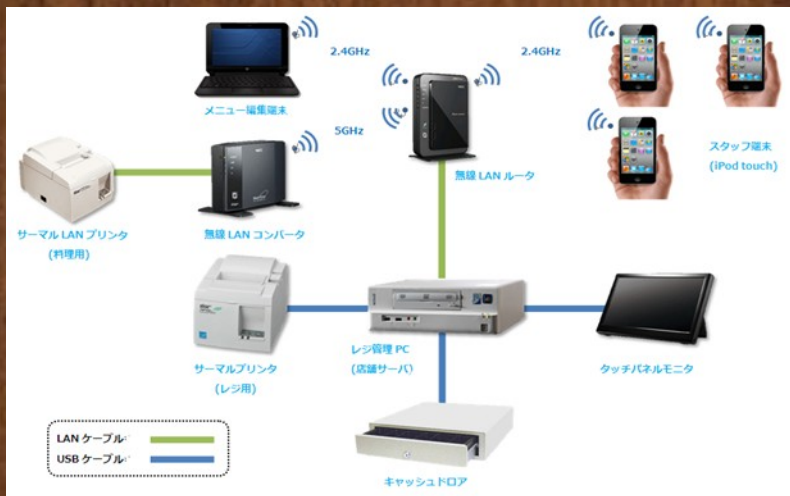 2.4GHz
2.4GHz
メニュー編集端末
5GHz
スタッフ端末
(iPod touch)
無線 LAN ルータ
サーマル LAN プリンタ
(料理用)
無線 LAN コンバータ
レジ管理 PC
(店舗サーバ)
サーマルプリンタ
(レジ用)
タッチパネルモニタ
LAN ケーブル
USB ケーブル
キャッシュドロア